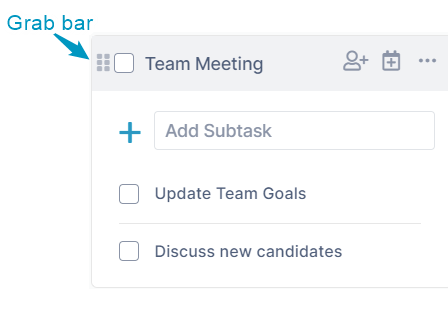 Grab bar
Team Meeting
Add Subtask
Update Team Goals
Discuss new candidates